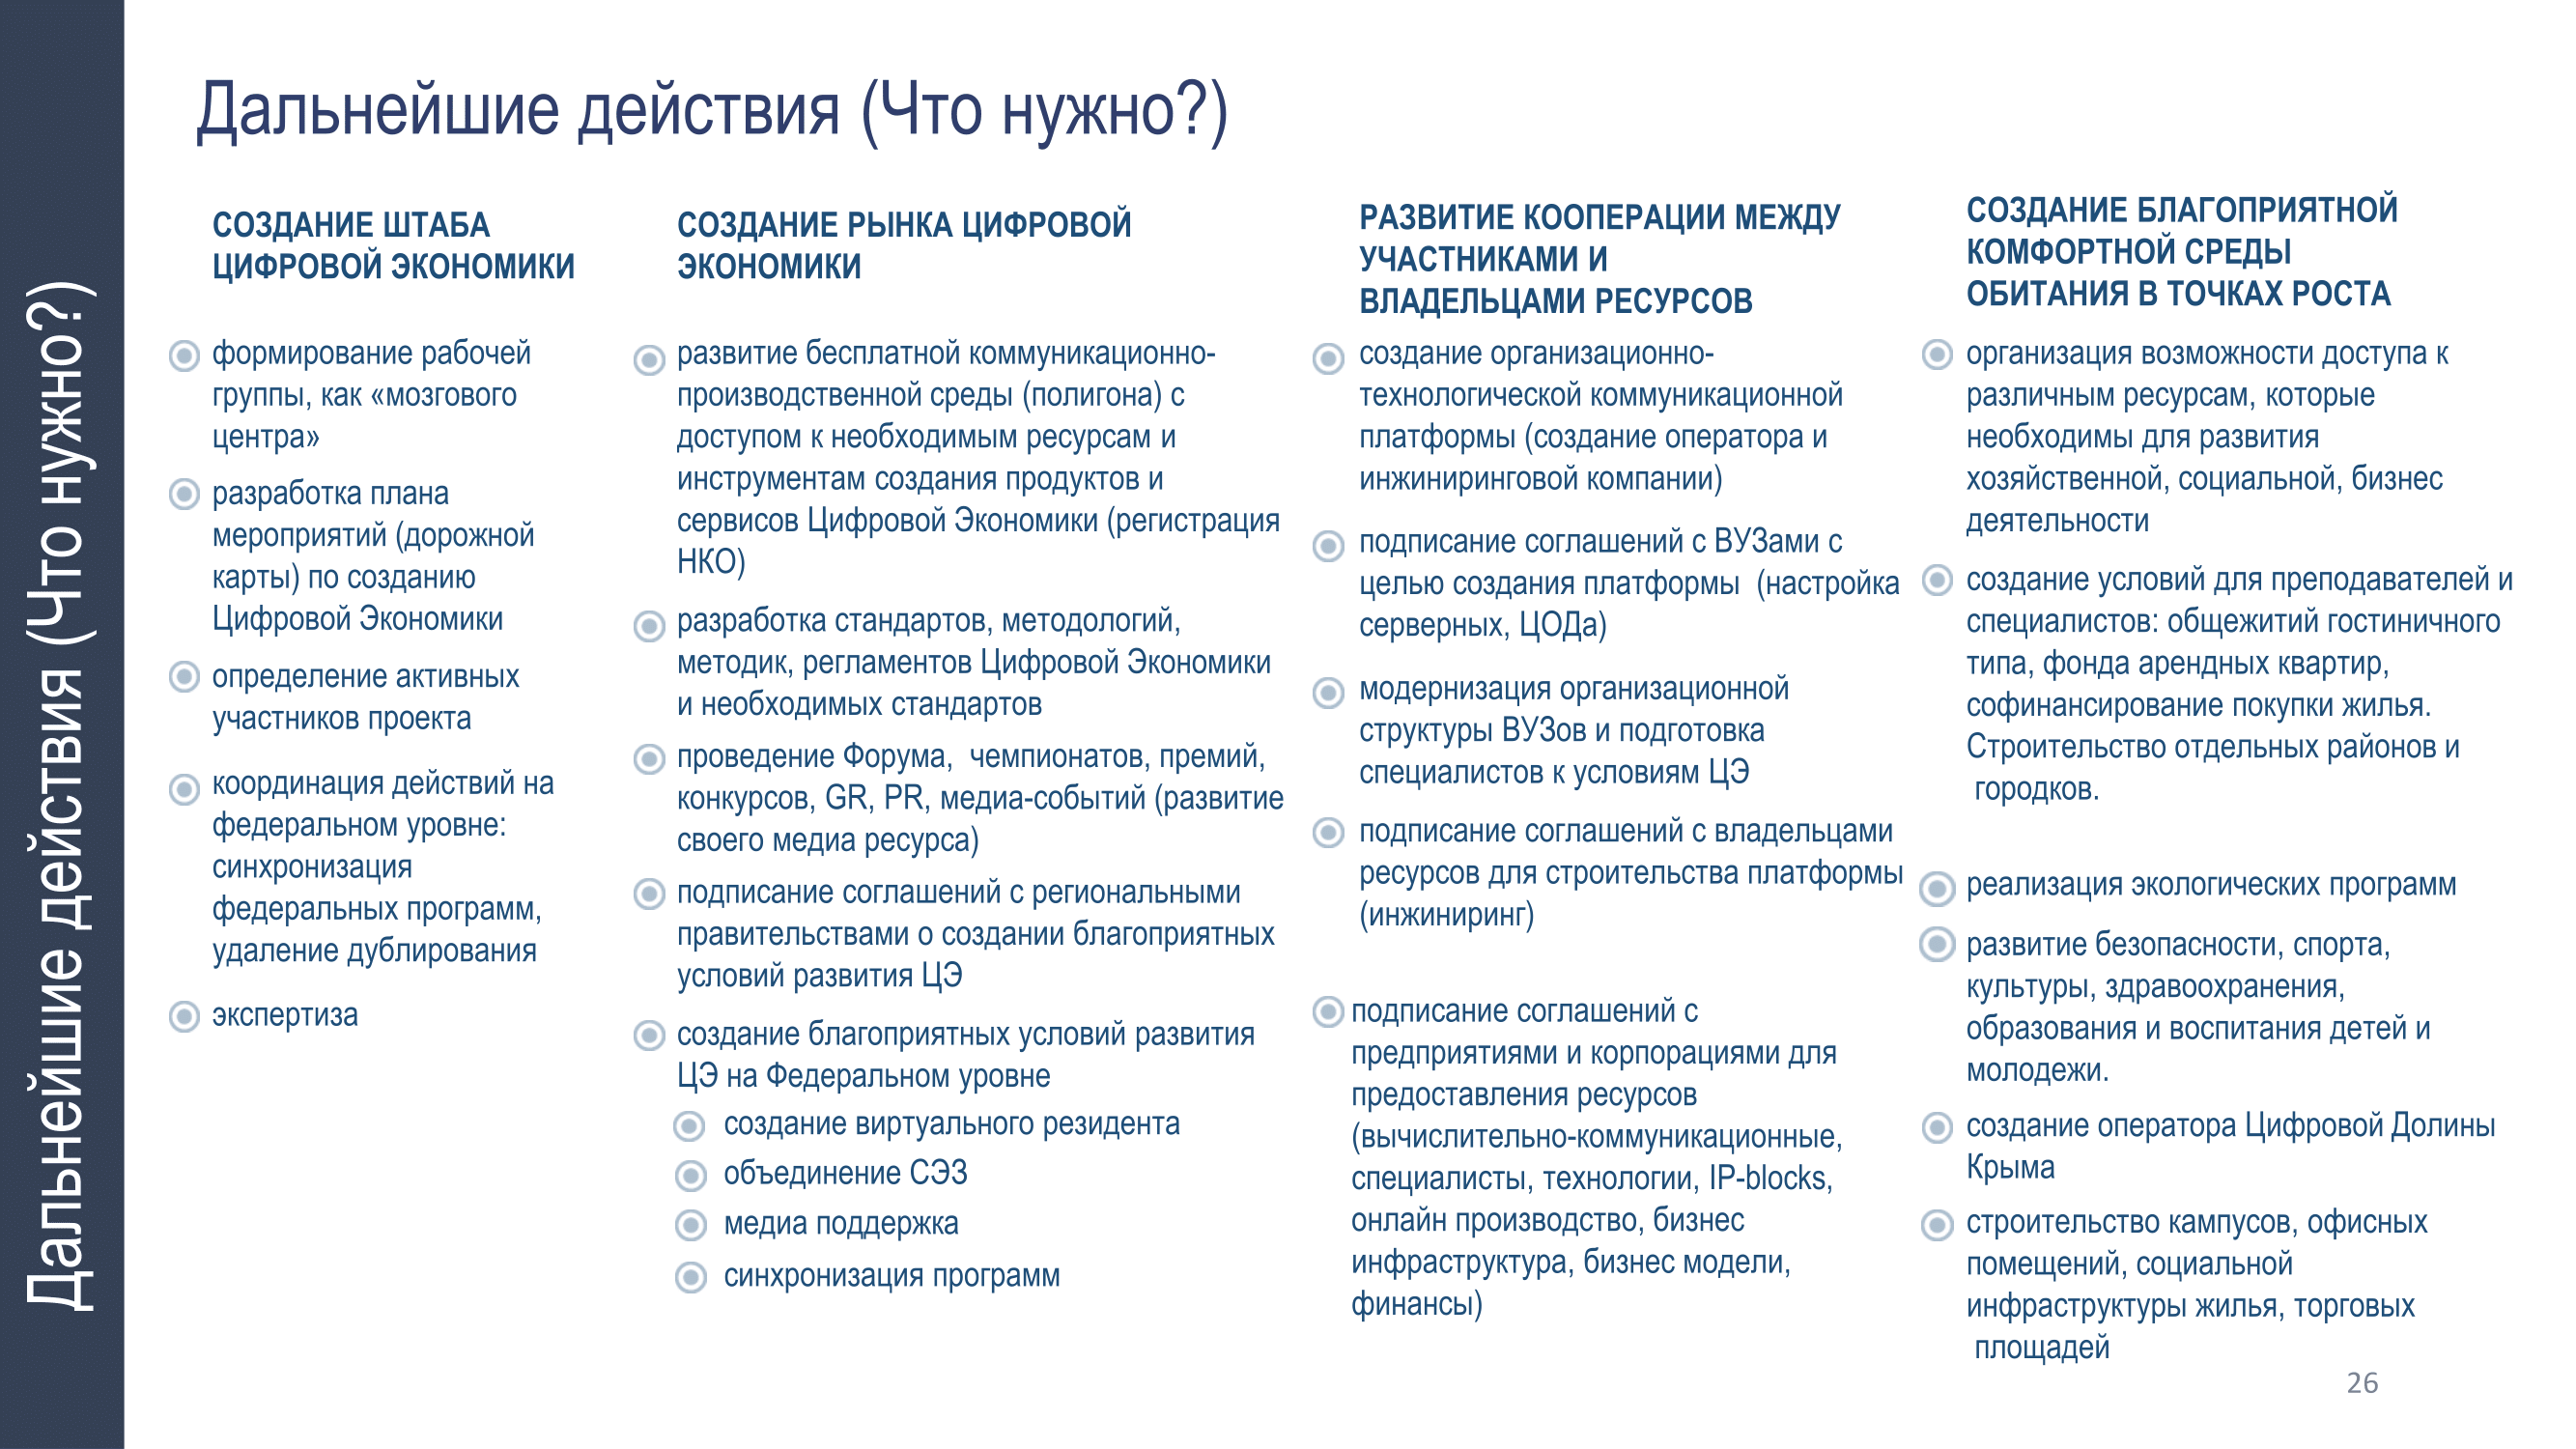 Дальнейшие действия (Что нужно?)
Дальнейшие действия (Что нужно?)
СОЗДАНИЕ ШТАБА
ЦИФРОВОЙ ЭКОНОМИКИ
формирование рабочей
группы, как «мозгового
центра»
разработка плана
мероприятий (дорожной
карты) по созданию
Цифровой Экономики
определение активных
участников проекта
координация действий на
федеральном уровне:
синхронизация
федеральных программ,
удаление дублирования
экспертиза
СОЗДАНИЕ РЫНКА ЦИФРОВОЙ
ЭКОНОМИКИ
развитие бесплатной коммуникационно-
производственной среды (полигона) с
доступом к необходимым ресурсам и
инструментам создания продуктов и
сервисов Цифровой Экономики (регистрация
НКО)
разработка стандартов, методологий,
методик, регламентов Цифровой Экономики
и необходимых стандартов
проведение Форума,  чемпионатов, премий,
конкурсов, GR, PR, медиа-событий (развитие
своего медиа ресурса)
подписание соглашений с региональными
правительствами о создании благоприятных
условий развития ЦЭ
создание благоприятных условий развития
ЦЭ на Федеральном уровне
создание виртуального резидента
объединение СЭЗ
медиа поддержка
синхронизация программ
РАЗВИТИЕ КООПЕРАЦИИ МЕЖДУ
УЧАСТНИКАМИ И
ВЛАДЕЛЬЦАМИ РЕСУРСОВ
создание организационно-
технологической коммуникационной
платформы (создание оператора и
инжиниринговой компании)
подписание соглашений с ВУЗами с
целью создания платформы  (настройка
серверных, ЦОДа)
модернизация организационной
структуры ВУЗов и подготовка
специалистов к условиям ЦЭ
подписание соглашений с владельцами
ресурсов для строительства платформы
(инжиниринг)
подписание соглашений с
предприятиями и корпорациями для
предоставления ресурсов
(вычислительно-коммуникационные,
специалисты, технологии, IP-blocks,
онлайн производство, бизнес
инфраструктура, бизнес модели,
финансы)
СОЗДАНИЕ БЛАГОПРИЯТНОЙ
КОМФОРТНОЙ СРЕДЫ
ОБИТАНИЯ В ТОЧКАХ РОСТА
организация возможности доступа к
различным ресурсам, которые
необходимы для развития
хозяйственной, социальной, бизнес
деятельности
создание условий для преподавателей и
специалистов: общежитий гостиничного
типа, фонда арендных квартир,
софинансирование покупки жилья.
Строительство отдельных районов и
городков.
реализация экологических программ
развитие безопасности, спорта,
культуры, здравоохранения,
образования и воспитания детей и
молодежи.
создание оператора Цифровой Долины
Крыма
строительство кампусов, офисных
помещений, социальной
инфраструктуры жилья, торговых
площадей
26